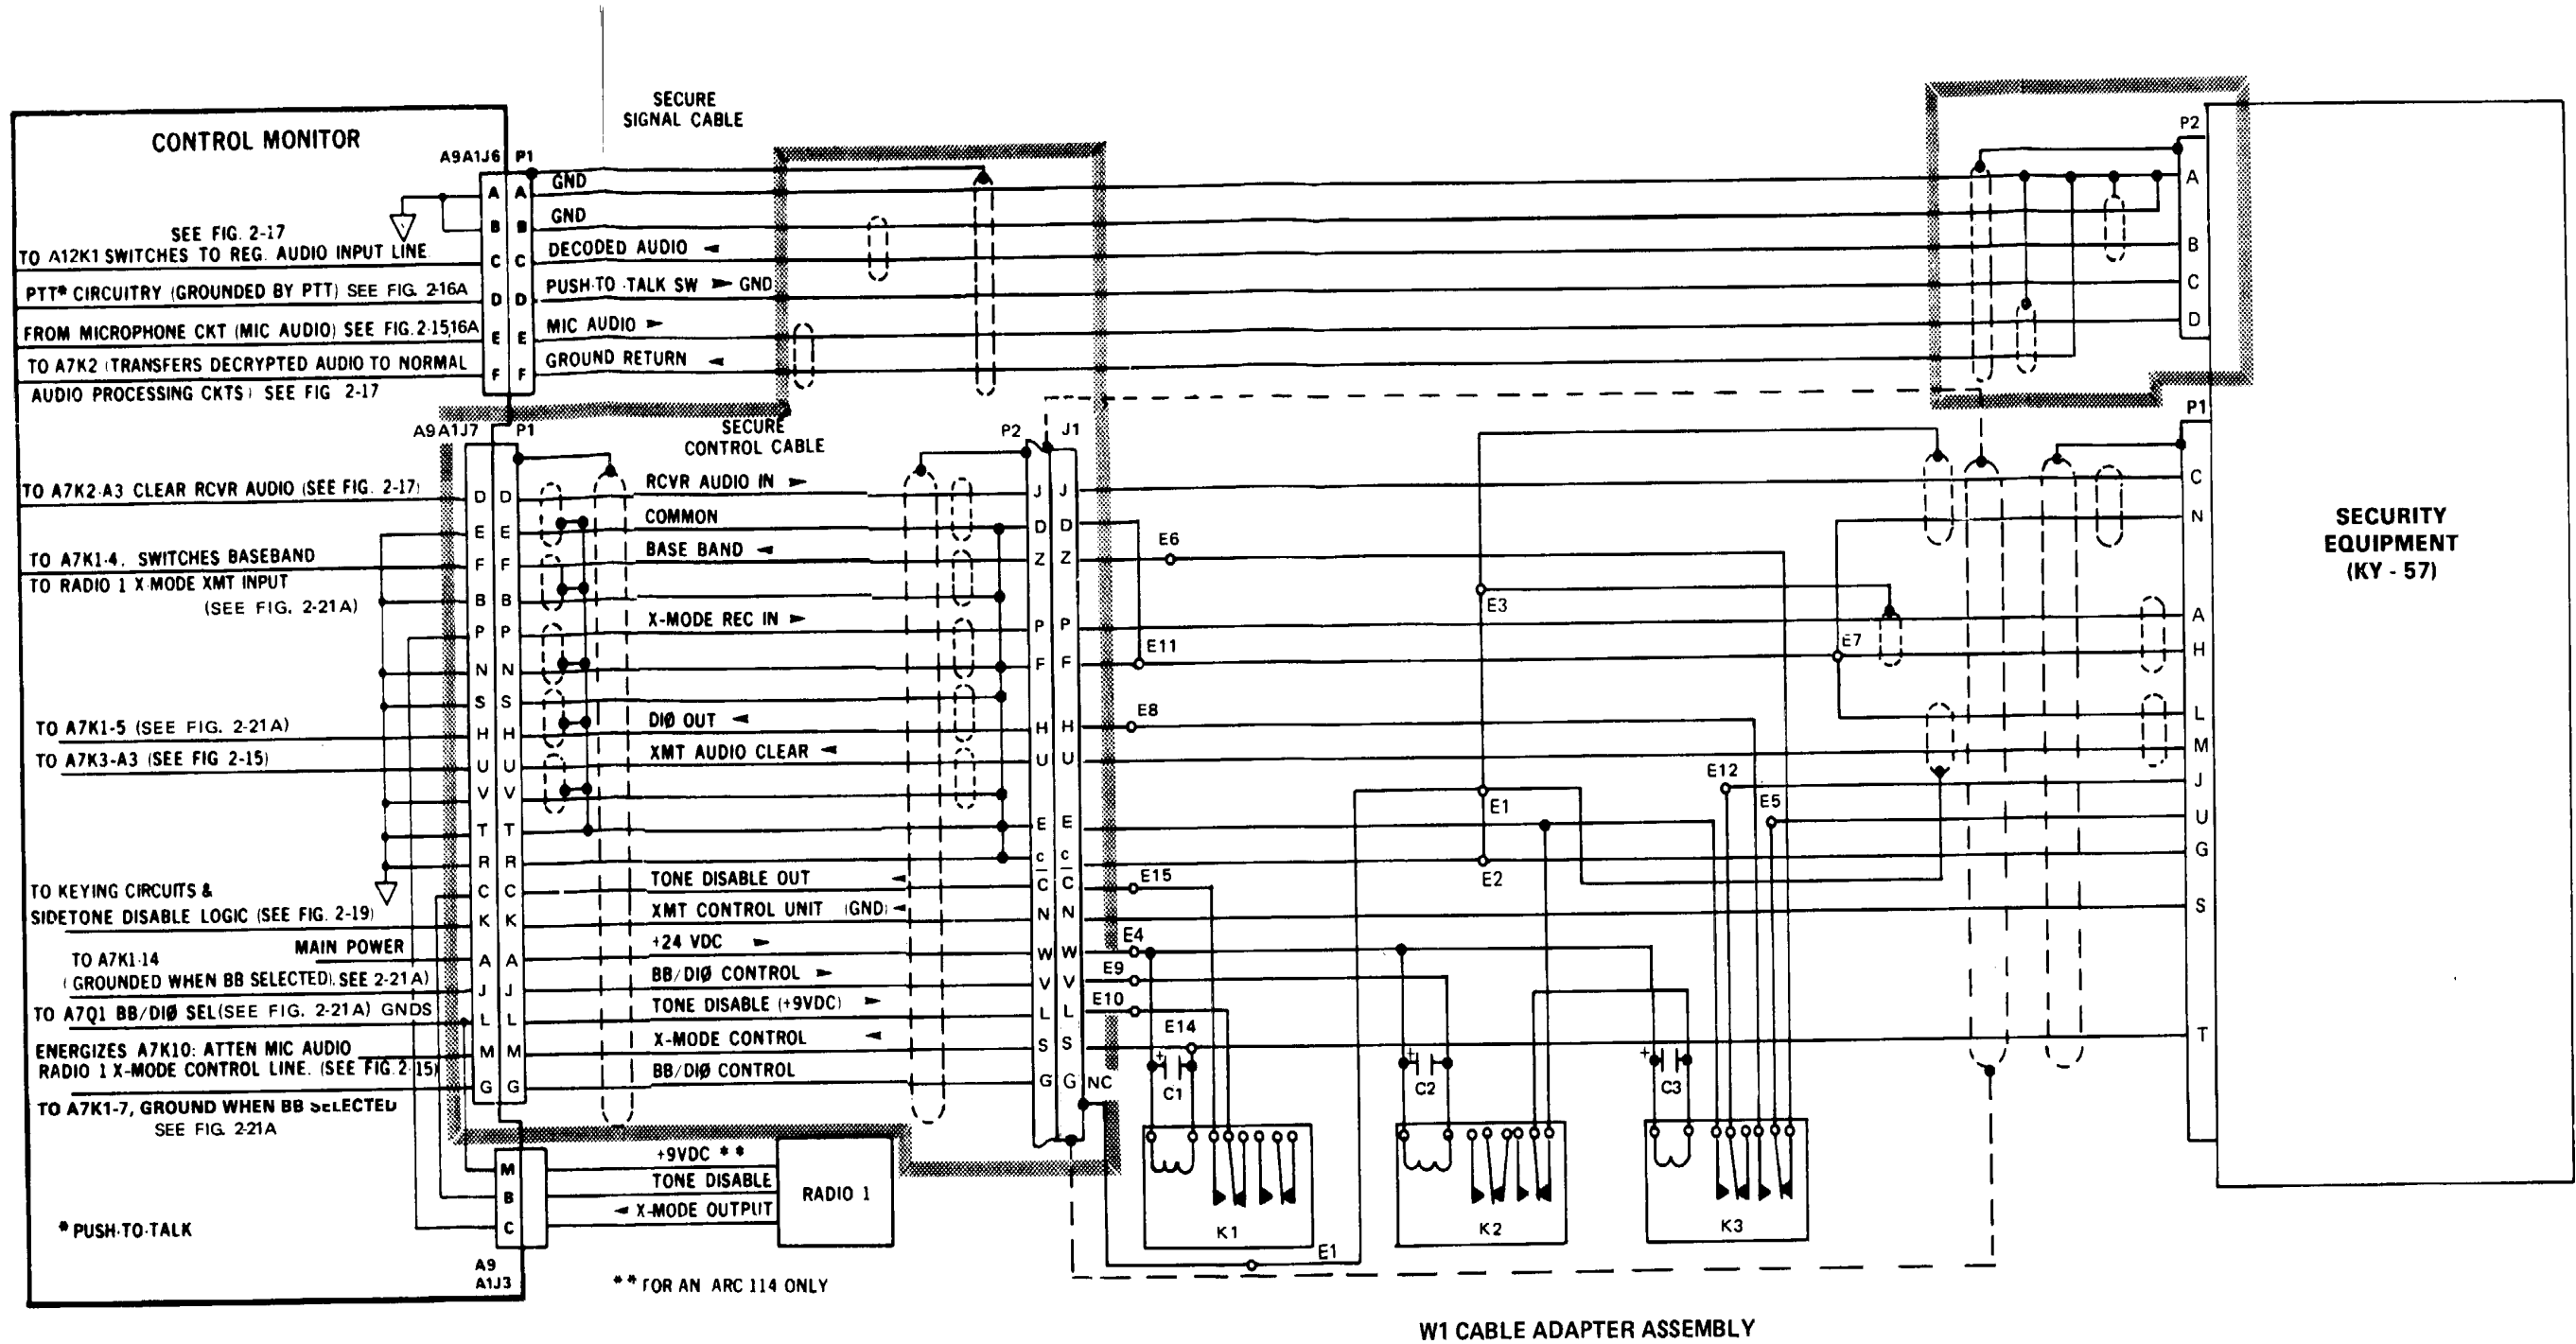 SECURE
SIGNAL CABLE
CONTROL MONITOR
A9A1J6 P1
P2
A A GND
B B GND
SEE FIG. 2-17
TO A12K1 SWITCHES TO REG. AUDIO INPUT LINE
C C DECODED AUDIO
PTT* CIRCUITRY (GROUNDED BY PTT) SEE FIG. 2-16A
D D PUSH-TO-TALK SW GND
FROM MICROPHONE CKT (MIC AUDIO) SEE FIG. 2-15,16A
E E MIC AUDIO
TO A7K2 (TRANSFERS DECRYPTED AUDIO TO NORMAL
F F GROUND RETURN
AUDIO PROCESSING CKTS) SEE FIG 2-17
A
B
C
D
A9A1J7 P1
SECURE
CONTROL CABLE
P2 J1
P1
TO A7K2-A3 CLEAR RCVR AUDIO (SEE FIG. 2-17)
D D RCVR AUDIO IN J J
E E COMMON D D
TO A7K1-4. SWITCHES BASEBAND
F F BASE BAND Z Z E6
TO RADIO 1 X-MODE XMT INPUT
(SEE FIG. 2-21A)
B B
P P X-MODE REC IN P P
N N F F E11
S S
TO A7K1-5 (SEE FIG. 2-21A)
H H DIØ OUT H H E8
TO A7K3-A3 (SEE FIG 2-15)
U U XMT AUDIO CLEAR U U
V V
T T E E
R R c c
C C TONE DISABLE OUT C C E15
TO KEYING CIRCUITS &
SIDETONE DISABLE LOGIC (SEE FIG. 2-19)
K K XMT CONTROL UNIT (GND) N N
MAIN POWER
A A +24 VDC W W E4
TO A7K1-14
(GROUNDED WHEN BB SELECTED). SEE 2-21A)
J J BB/DIØ CONTROL V V E9
TO A7Q1 BB/DIØ SEL(SEE FIG. 2-21A) GNDS
L L TONE DISABLE (+9VDC) L L E10
ENERGIZES A7K10: ATTEN MIC AUDIO
RADIO 1 X-MODE CONTROL LINE. (SEE FIG. 2-15)
M M X-MODE CONTROL S S E14
G G BB/DIØ CONTROL G G NC
TO A7K1-7, GROUND WHEN BB SELECTED
SEE FIG. 2-21A
E3
E7
E1
E2
E12
E5
C
N
A
H
L
M
J
U
G
S
T
SECURITY
EQUIPMENT
(KY - 57)
+
C1
+
C2
+
C3
K1
K2
K3
E1
M +9VDC **
B TONE DISABLE
C X-MODE OUTPUT
RADIO 1
* PUSH-TO-TALK
A9
A1J3
** FOR AN ARC 114 ONLY
W1 CABLE ADAPTER ASSEMBLY